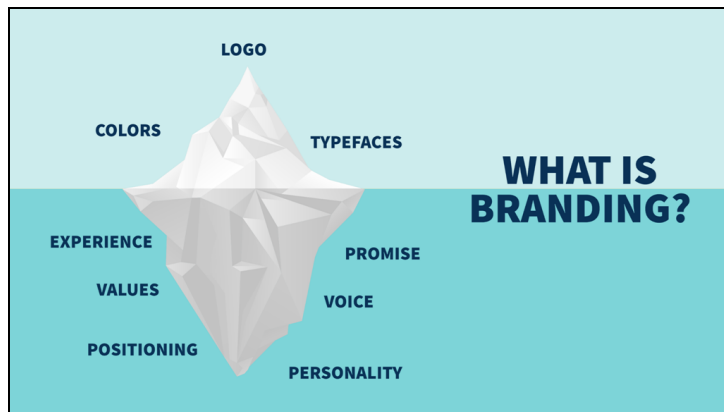 LOGO
COLORS
TYPEFACES
WHAT IS
BRANDING?
EXPERIENCE
PROMISE
VALUES
VOICE
POSITIONING
PERSONALITY